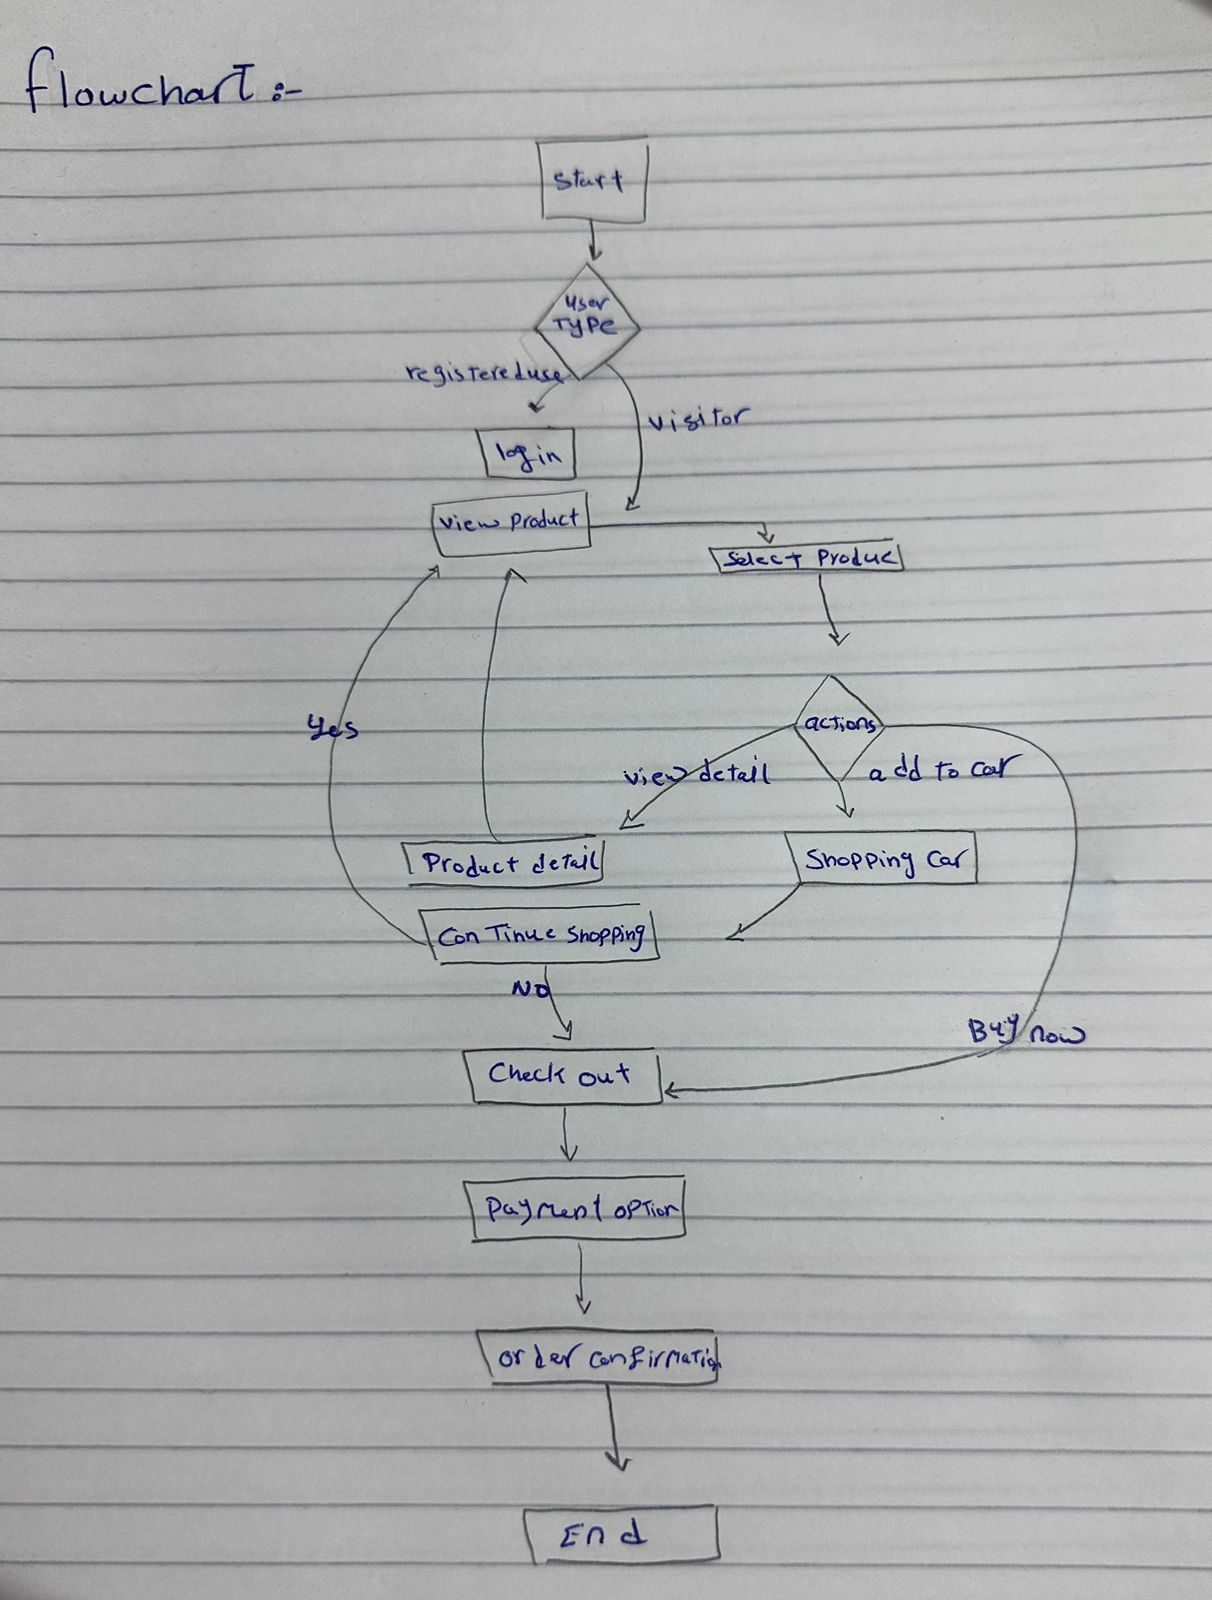 flowchart :-
Start
user
TYPE
registereduse
visitor
login
view product
Select Produc
Yes
actions
view detail
add to car
Product detail
Shopping Car
Con Tinue Shopping
No
Buy now
Check out
Payment option
order confirmation
End